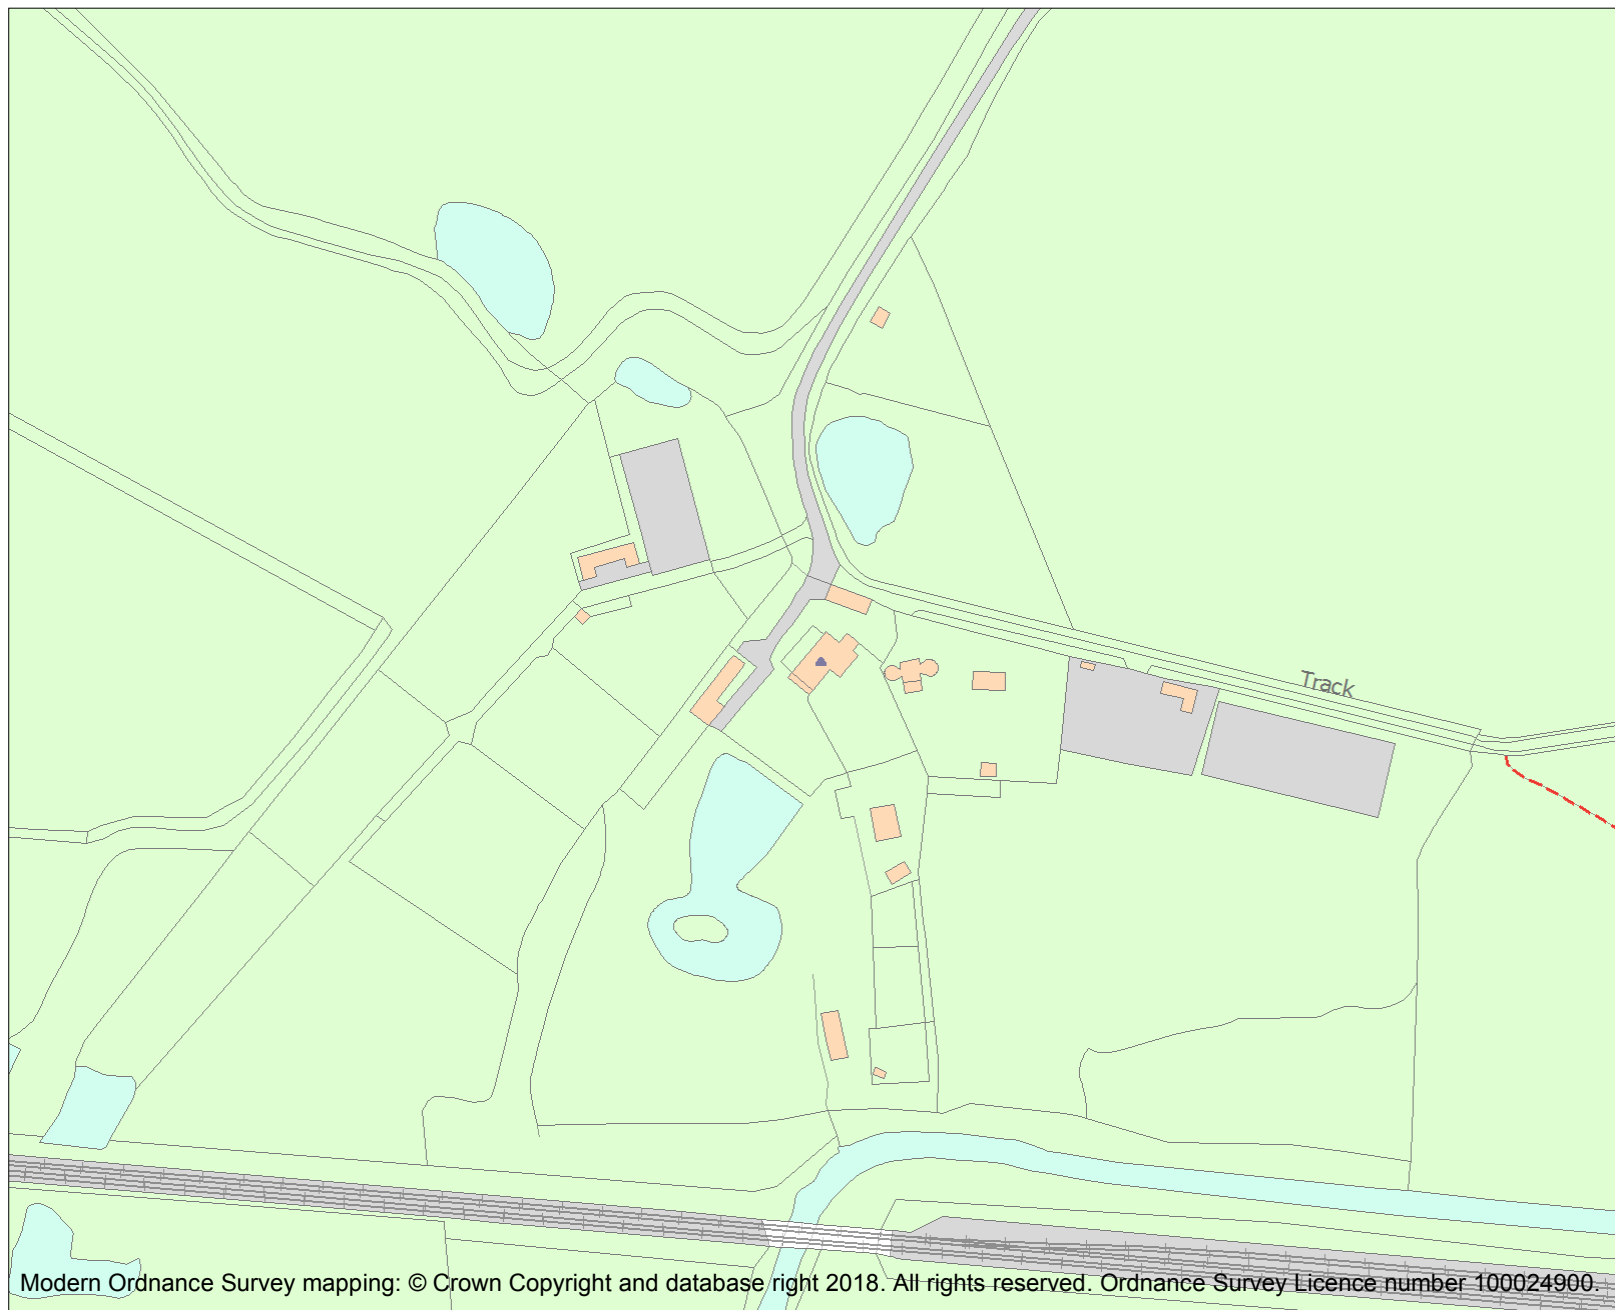 Track
Modern Ordnance Survey mapping: © Crown Copyright and database right 2018. All rights reserved. Ordnance Survey Licence number 100024900.